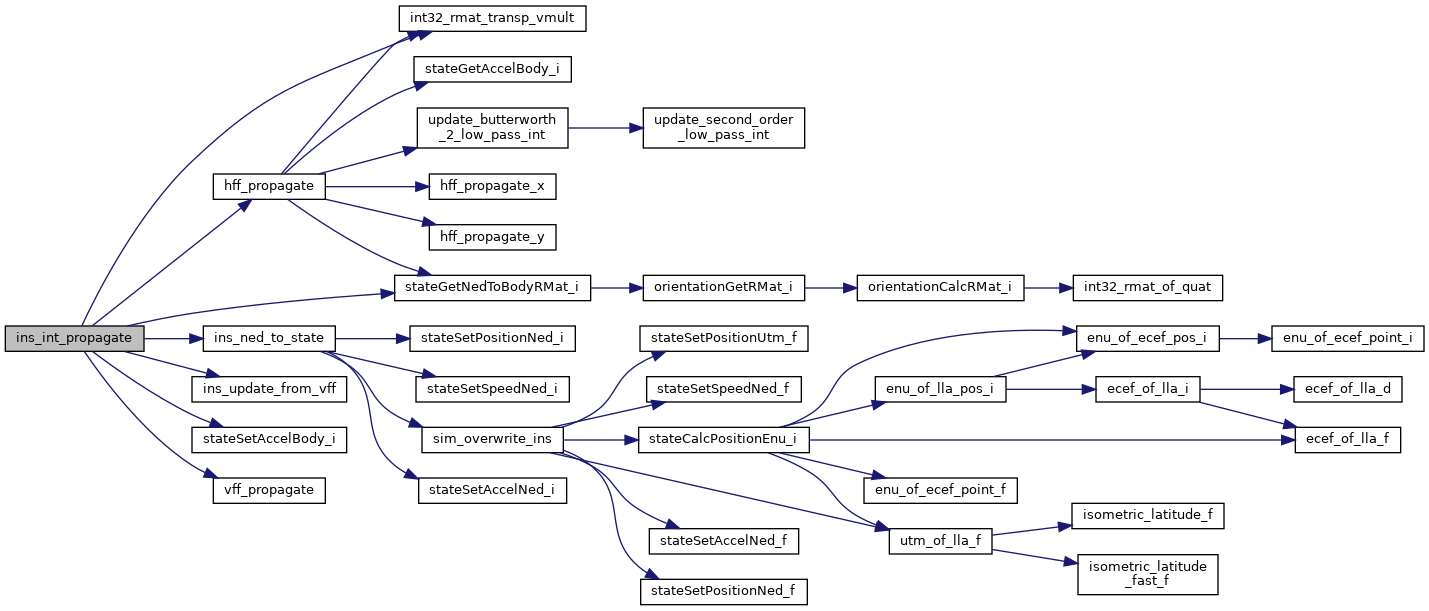 int32_rmat_transp_vmult
stateGetAccelBody_i
update_butterworth
_2_low_pass_int
update_second_order
_low_pass_int
hff_propagate
hff_propagate_x
hff_propagate_y
stateGetNedToBodyRMat_i
orientationGetRMat_i
orientationCalcRMat_i
int32_rmat_of_quat
ins_int_propagate
ins_ned_to_state
stateSetPositionNed_i
stateSetPositionUtm_f
enu_of_ecef_pos_i
enu_of_ecef_point_i
ins_update_from_vff
stateSetSpeedNed_i
stateSetSpeedNed_f
enu_of_lla_pos_i
ecef_of_lla_i
ecef_of_lla_d
stateSetAccelBody_i
sim_overwrite_ins
stateCalcPositionEnu_i
ecef_of_lla_f
vff_propagate
stateSetAccelNed_i
enu_of_ecef_point_f
isometric_latitude_f
stateSetAccelNed_f
utm_of_lla_f
isometric_latitude
_fast_f
stateSetPositionNed_f